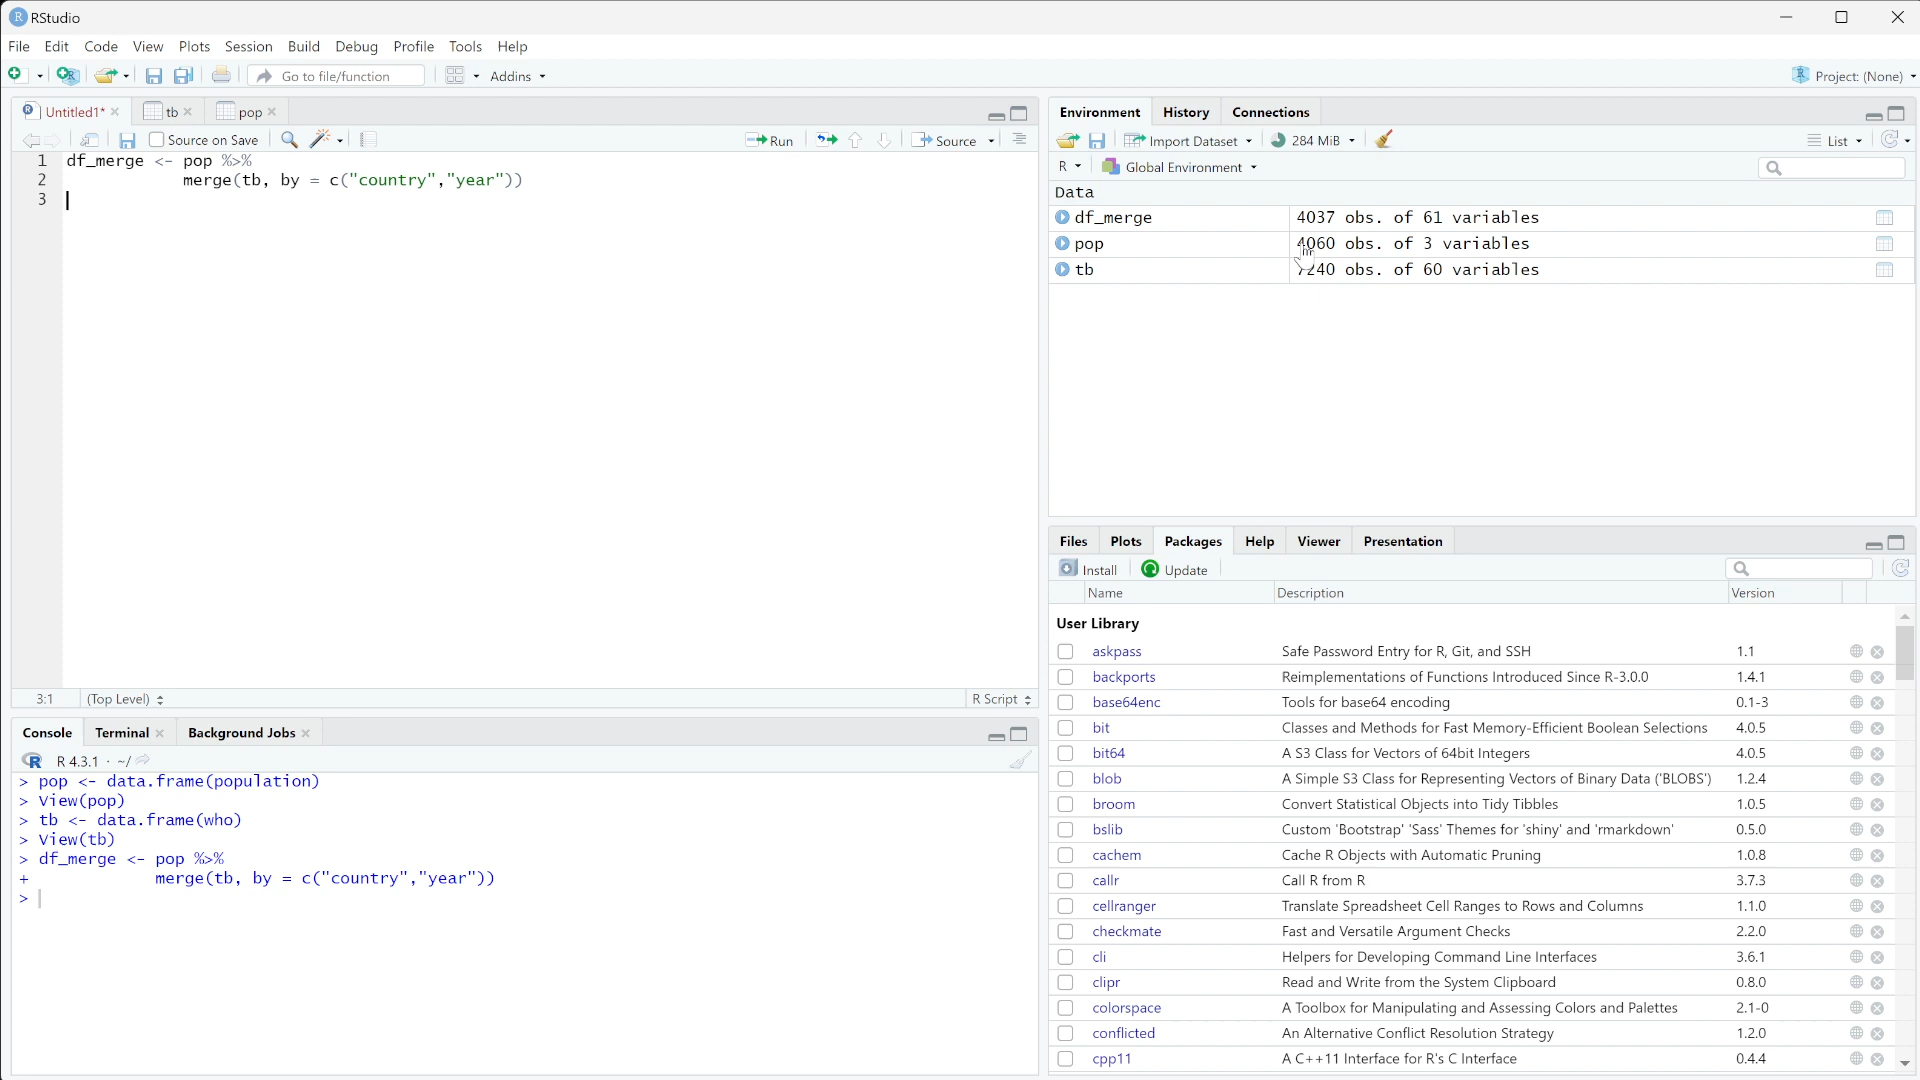 RStudio
File Edit Code View Plots Session Build Debug Profile Tools Help
Go to file/function Addins Project: (None)
Untitled1* tb pop
Source on Save Run Source
1 df_merge <- pop %>%
2 merge(tb, by = c("country","year"))
3
3:1 (Top Level) R Script
Console Terminal Background Jobs
R 4.3.1 · ~/
> pop <- data.frame(population)
> View(pop)
> tb <- data.frame(who)
> View(tb)
> df_merge <- pop %>%
+ merge(tb, by = c("country","year"))
>
Environment History Connections
Import Dataset 284 MiB List
R Global Environment
Data
df_merge 4037 obs. of 61 variables
pop 4060 obs. of 3 variables
tb 7240 obs. of 60 variables
Files Plots Packages Help Viewer Presentation
Install Update
Name Description Version
User Library
askpass Safe Password Entry for R, Git, and SSH 1.1
backports Reimplementations of Functions Introduced Since R-3.0.0 1.4.1
base64enc Tools for base64 encoding 0.1-3
bit Classes and Methods for Fast Memory-Efficient Boolean Selections 4.0.5
bit64 A S3 Class for Vectors of 64bit Integers 4.0.5
blob A Simple S3 Class for Representing Vectors of Binary Data ('BLOBS') 1.2.4
broom Convert Statistical Objects into Tidy Tibbles 1.0.5
bslib Custom 'Bootstrap' 'Sass' Themes for 'shiny' and 'rmarkdown' 0.5.0
cachem Cache R Objects with Automatic Pruning 1.0.8
callr Call R from R 3.7.3
cellranger Translate Spreadsheet Cell Ranges to Rows and Columns 1.1.0
checkmate Fast and Versatile Argument Checks 2.2.0
cli Helpers for Developing Command Line Interfaces 3.6.1
clipr Read and Write from the System Clipboard 0.8.0
colorspace A Toolbox for Manipulating and Assessing Colors and Palettes 2.1-0
conflicted An Alternative Conflict Resolution Strategy 1.2.0
cpp11 A C++11 Interface for R's C Interface 0.4.4